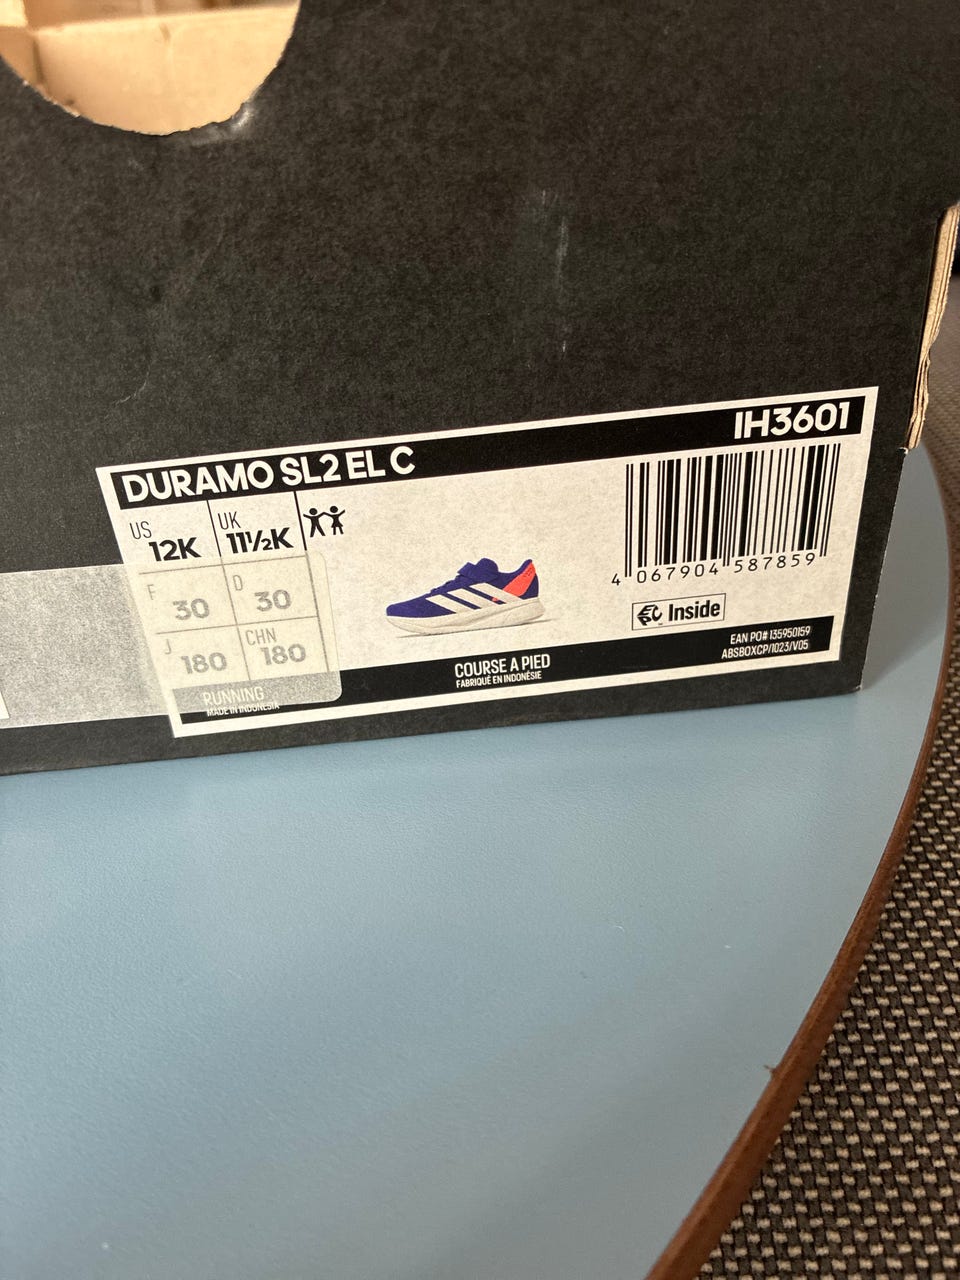 DURAMO SL2 EL C
IH3601
US 12K
UK 11½K
F 30
D 30
J 180
CHN 180
RUNNING
MADE IN INDONESIA
COURSE A PIED
FABRIQUÉ EN INDONÉSIE
4 067904 587859
EPC Inside
EAN PO# 135950159
ABSBOXCP/1023/V05